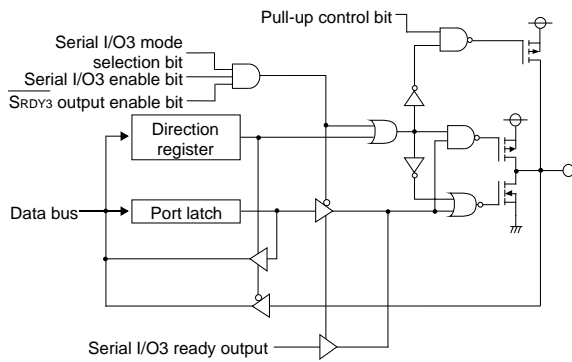 Pull-up control bit
Serial I/O3 mode
selection bit
Serial I/O3 enable bit
SRDY3 output enable bit
Direction
register
Data bus
Port latch
Serial I/O3 ready output